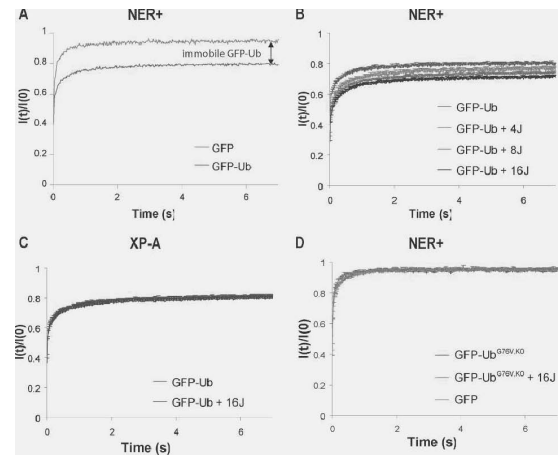 A
NER+
I(t)/I(0)
1
0.8
0.6
0.4
0.2
0
immobile GFP-Ub
GFP
GFP-Ub
0
2
4
6
Time (s)
B
NER+
I(t)/I(0)
1
0.8
0.6
0.4
0.2
0
GFP-Ub
GFP-Ub + 4J
GFP-Ub + 8J
GFP-Ub + 16J
0
2
4
6
Time (s)
C
XP-A
I(t)/I(0)
1
0.8
0.6
0.4
0.2
0
GFP-Ub
GFP-Ub + 16J
0
2
4
6
Time (s)
D
NER+
I(t)/I(0)
1
0.8
0.6
0.4
0.2
0
GFP-Ub^G76V,KO
GFP-Ub^G76V,KO + 16J
GFP
0
2
4
6
Time (s)